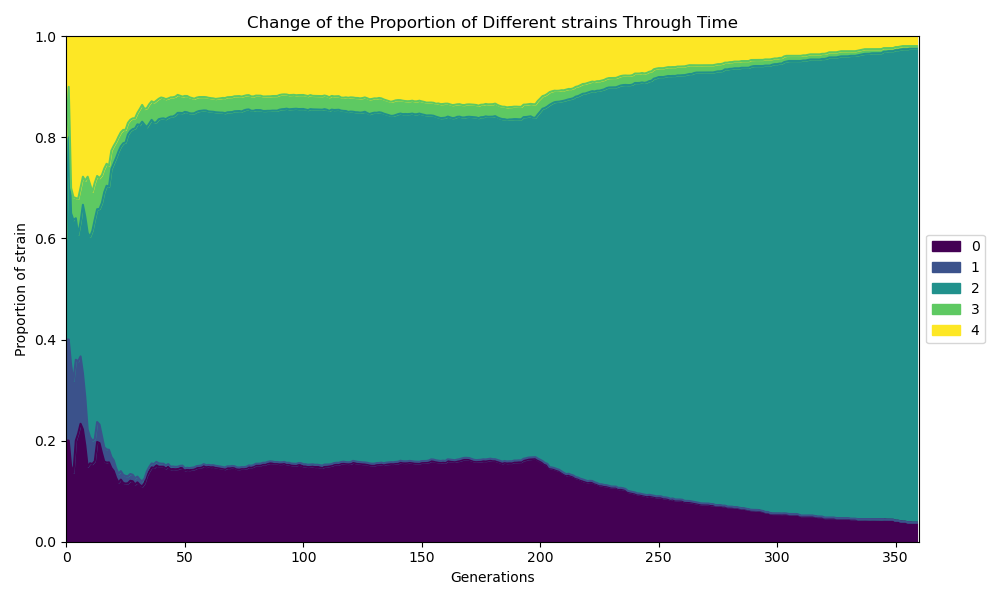 Change of the Proportion of Different strains Through Time
1.0
0.8
0.6
0.4
0.2
0.0
Proportion of strain
0 50 100 150 200 250 300 350
Generations
0
1
2
3
4